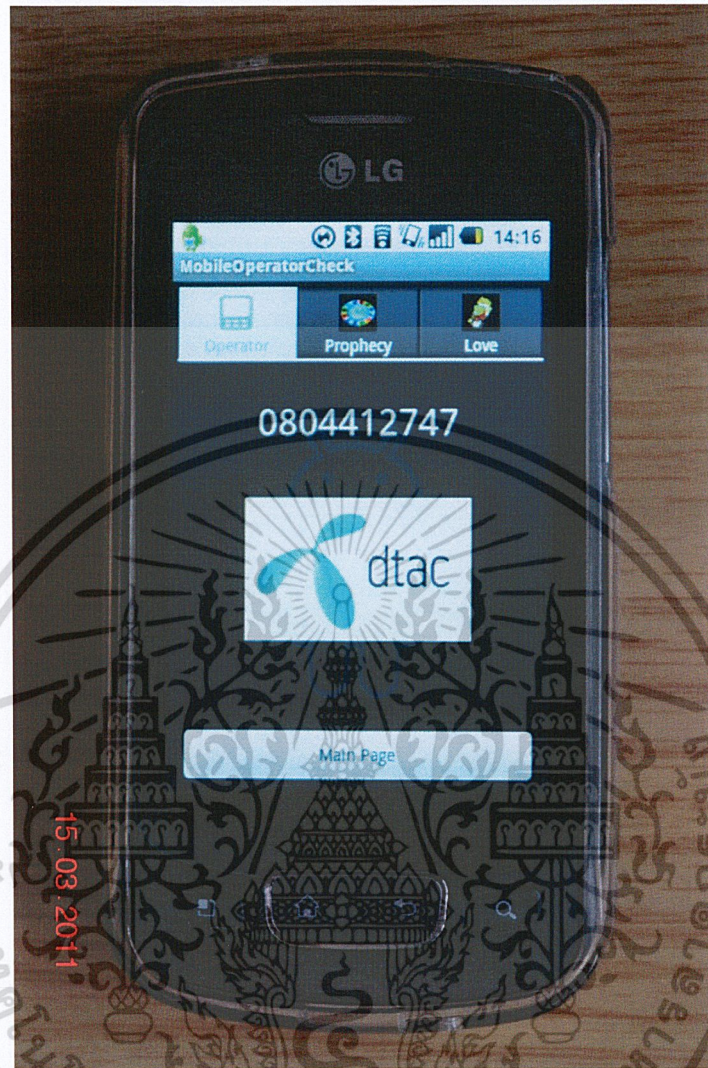 LG
14:16
MobileOperatorCheck
Operator
Prophecy
Love
0804412747
dtac
Main Page
15.03.2011